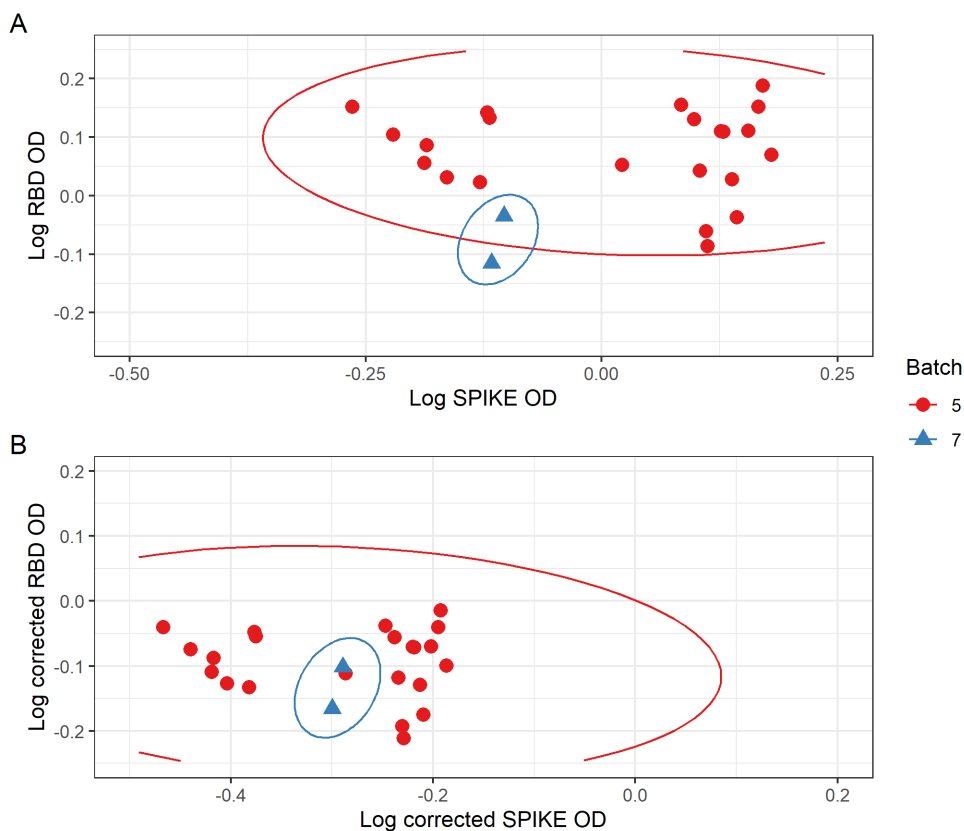 A
Log RBD OD
0.2
0.1
0.0
-0.1
-0.2
-0.50
-0.25
0.00
0.25
Log SPIKE OD
Batch
5
7
B
Log corrected RBD OD
0.2
0.1
0.0
-0.1
-0.2
-0.4
-0.2
0.0
0.2
Log corrected SPIKE OD